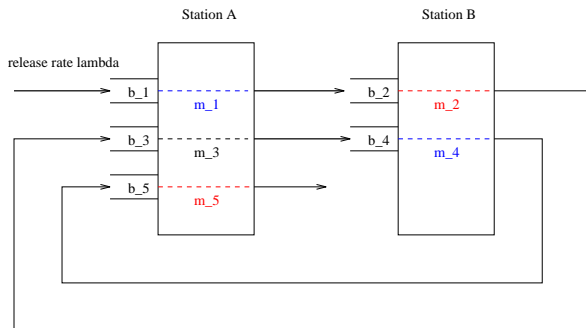 Station A
Station B
release rate lambda
b_1
m_1
b_2
m_2
b_3
m_3
b_4
m_4
b_5
m_5